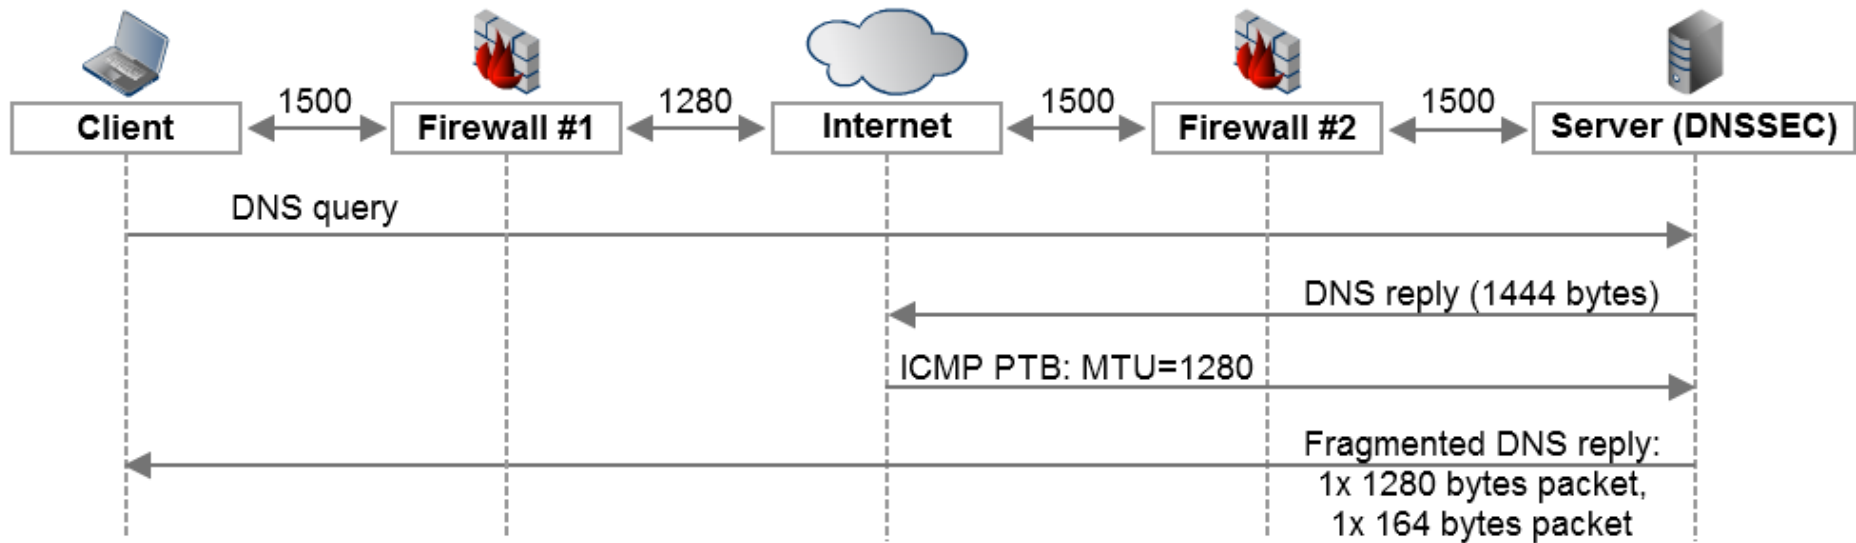 1500
1280
1500
1500
Client
Firewall #1
Internet
Firewall #2
Server (DNSSEC)
DNS query
DNS reply (1444 bytes)
ICMP PTB: MTU=1280
Fragmented DNS reply:
1x 1280 bytes packet,
1x 164 bytes packet